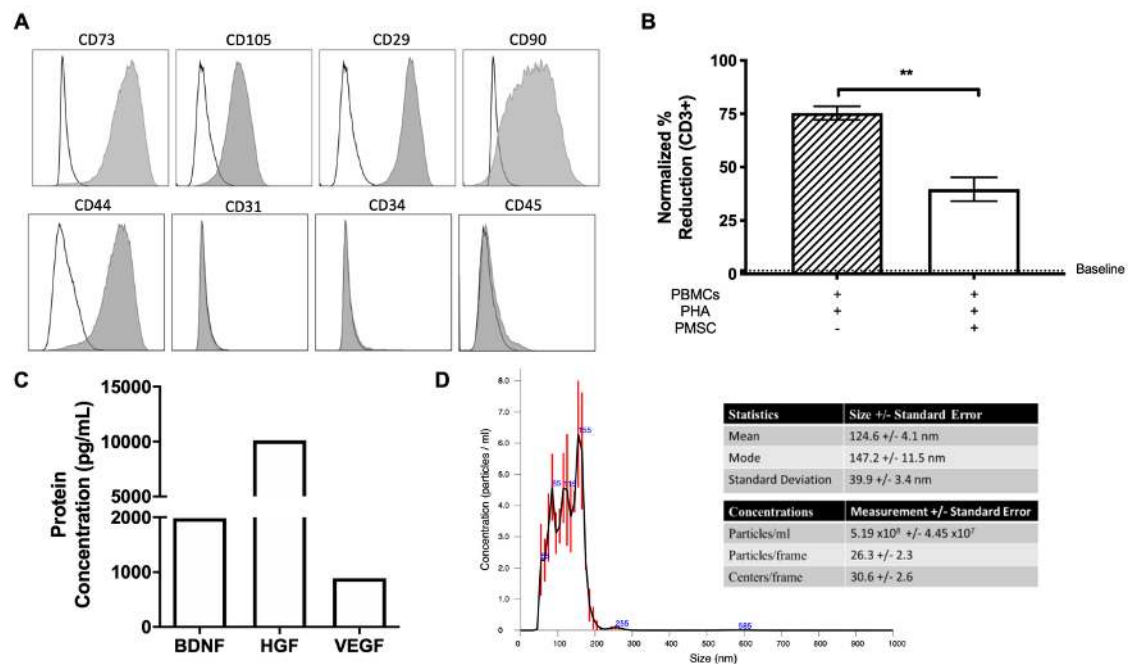 A
CD73 CD105 CD29 CD90
CD44 CD31 CD34 CD45
B
Normalized %
Reduction (CD3+)
100
75
50
25
0
**
Baseline
PBMCs + +
PHA + +
PMSC - +
C
Protein
Concentration (pg/mL)
15000
10000
5000
2000
1000
0
BDNF HGF VEGF
D
Concentration (particles / ml)
8.0
7.0
6.0
5.0
4.0
3.0
2.0
1.0
0
155
85
255
585
0 100 200 300 400 500 600 700 800 900 1000
Size (nm)
Statistics Size +/- Standard Error
Mean 124.6 +/- 4.1 nm
Mode 147.2 +/- 11.5 nm
Standard Deviation 39.9 +/- 3.4 nm
Concentrations Measurement +/- Standard Error
Particles/ml 5.19 x10⁸ +/- 4.45 x10⁷
Particles/frame 26.3 +/- 2.3
Centers/frame 30.6 +/- 2.6